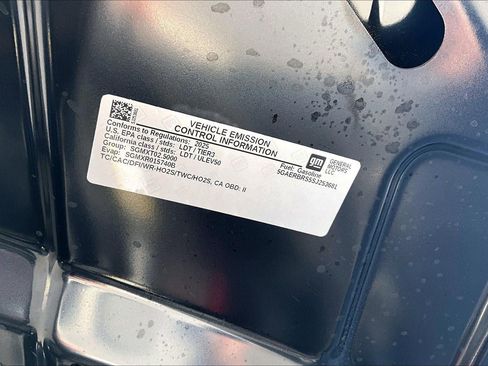 VEHICLE EMISSION
CONTROL INFORMATION
Conforms to Regulations: 2025
U.S. EPA class / stds: LDT / TIER3
California class / stds: LDT / ULEV50
Group: SGMXT02.5000
Evap: SGMXR015740B
TC/CAC/DFI/WR-HO2S/TWC/HO2S, CA OBD: II
Fuel: Gasoline
5GAERBRS5SJ253681
gm
GENERAL
MOTORS
LLC